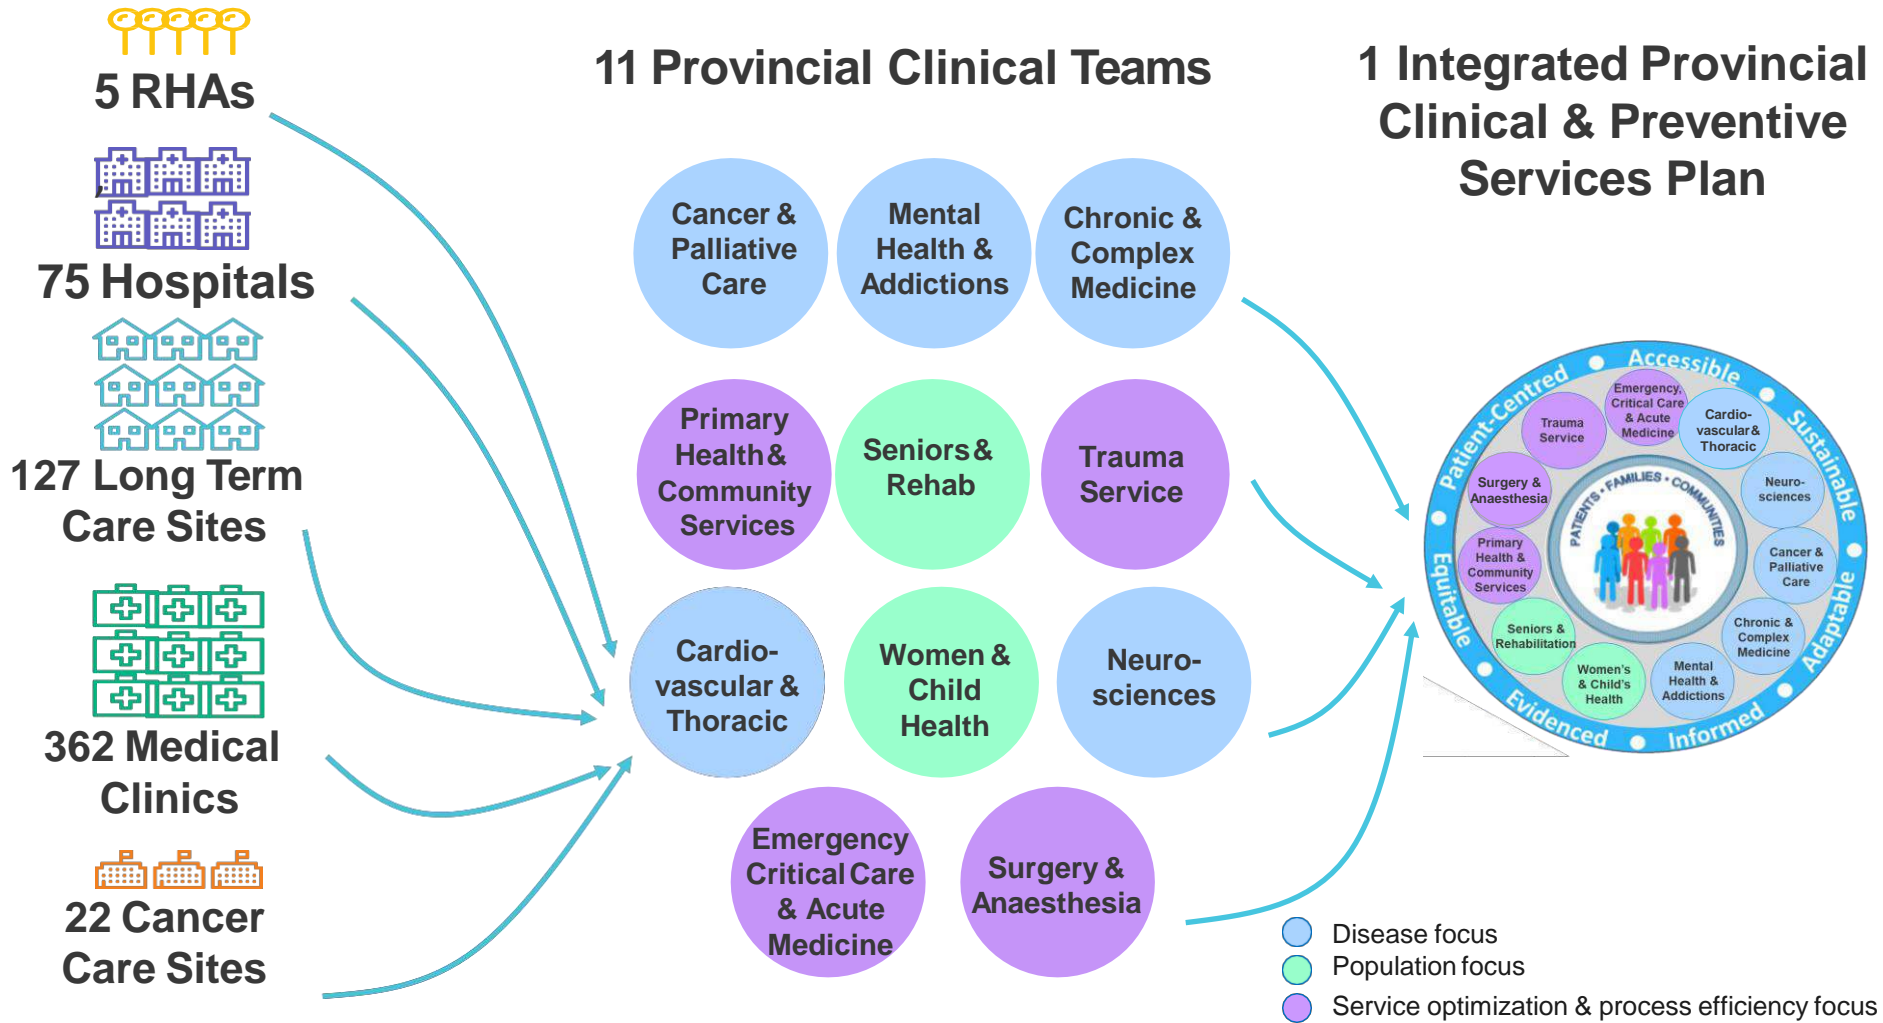 5 RHAs
75 Hospitals
127 Long Term
Care Sites
362 Medical
Clinics
22 Cancer
Care Sites
11 Provincial Clinical Teams
Cancer &
Palliative
Care
Mental
Health &
Addictions
Chronic &
Complex
Medicine
Primary
Health &
Community
Services
Seniors &
Rehab
Trauma
Service
Cardio-
vascular &
Thoracic
Women &
Child
Health
Neuro-
sciences
Emergency
Critical Care
& Acute
Medicine
Surgery &
Anaesthesia
1 Integrated Provincial
Clinical & Preventive
Services Plan
Patient-Centred
Accessible
Sustainable
Adaptable
Informed
Evidenced
Equitable
Emergency,
Critical Care
& Acute
Medicine
Cardio-
vascular &
Thoracic
Neuro-
sciences
Cancer &
Palliative
Care
Chronic &
Complex
Medicine
Mental
Health &
Addictions
Women's
& Child's
Health
Seniors &
Rehabilitation
Primary
Health &
Community
Services
Surgery &
Anaesthesia
Trauma
Service
PATIENTS • FAMILIES • COMMUNITIES
Disease focus
Population focus
Service optimization & process efficiency focus